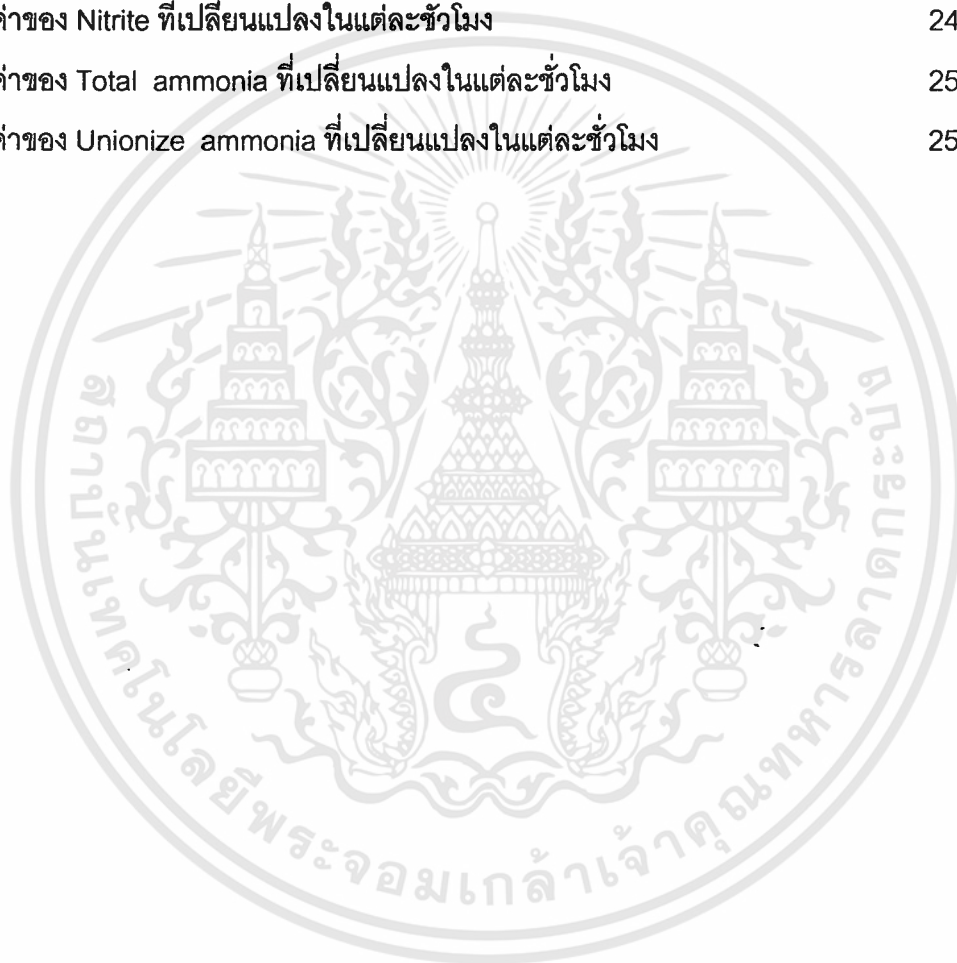 ค่าของ Nitrite ที่เปลี่ยนแปลงในแต่ละชั่วโมง 24
ค่าของ Total ammonia ที่เปลี่ยนแปลงในแต่ละชั่วโมง 25
ค่าของ Unionize ammonia ที่เปลี่ยนแปลงในแต่ละชั่วโมง 25
สถาบันเทคโนโลยีพระจอมเกล้าเจ้าคุณทหารลาดกระบัง